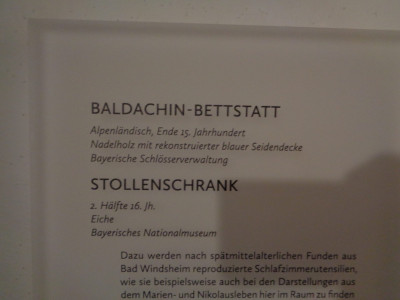 BALDACHIN-BETTSTATT
Alpenländisch, Ende 15. Jahrhundert
Nadelholz mit rekonstruierter blauer Seidendecke
Bayerische Schlösserverwaltung
STOLLENSCHRANK
2. Hälfte 16. Jh.
Eiche
Bayerisches Nationalmuseum
Dazu werden nach spätmittelalterlichen Funden aus
Bad Windsheim reproduzierte Schlafzimmerutensilien,
wie sie beispielsweise auch bei den Darstellungen aus
dem Marien- und Nikolausleben hier im Raum zu finden